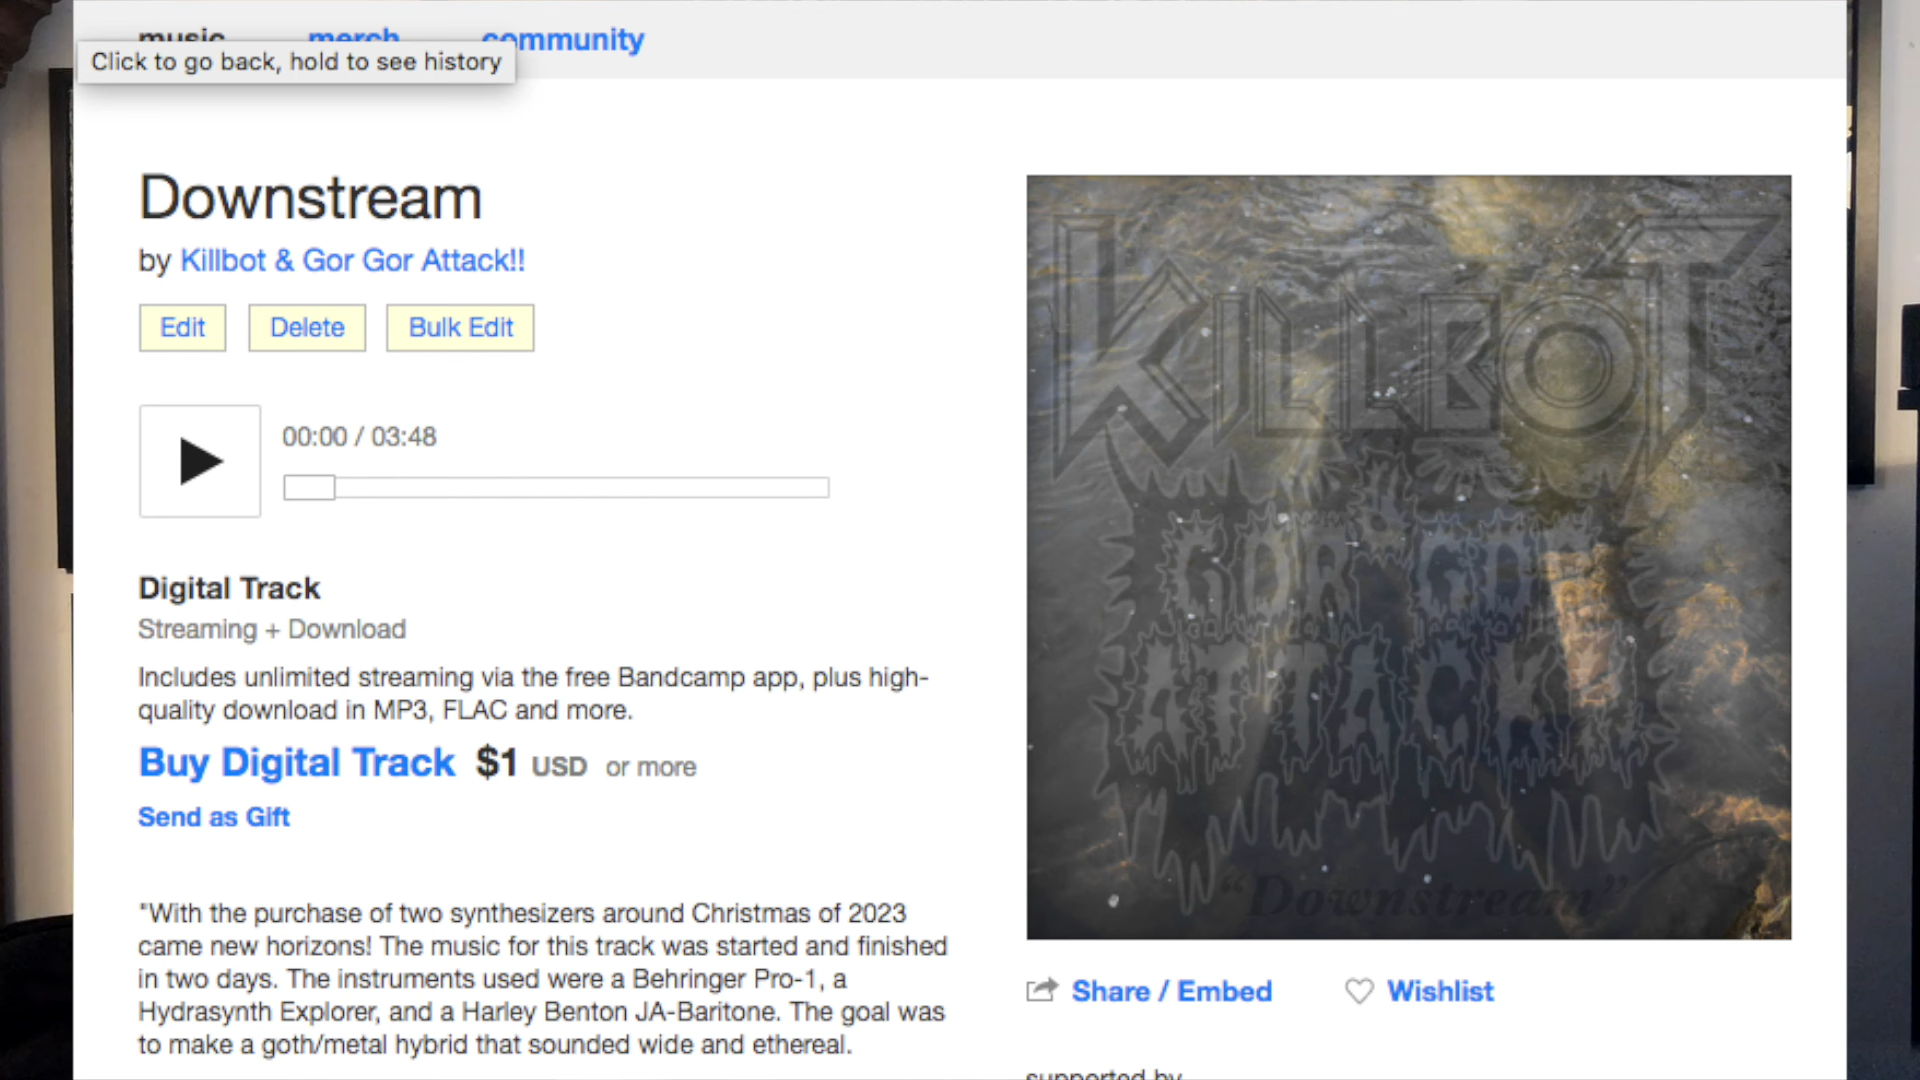 music merch community
Click to go back, hold to see history
Downstream
by Killbot & Gor Gor Attack!!
Edit Delete Bulk Edit
00:00 / 03:48
Digital Track
Streaming + Download
Includes unlimited streaming via the free Bandcamp app, plus high-
quality download in MP3, FLAC and more.
Buy Digital Track $1 USD or more
Send as Gift
"With the purchase of two synthesizers around Christmas of 2023
came new horizons! The music for this track was started and finished
in two days. The instruments used were a Behringer Pro-1, a
Hydrasynth Explorer, and a Harley Benton JA-Baritone. The goal was
to make a goth/metal hybrid that sounded wide and ethereal.
KILLBOT
GOR GOR
ATTACK!!
"Downstream"
Share / Embed Wishlist
supported by